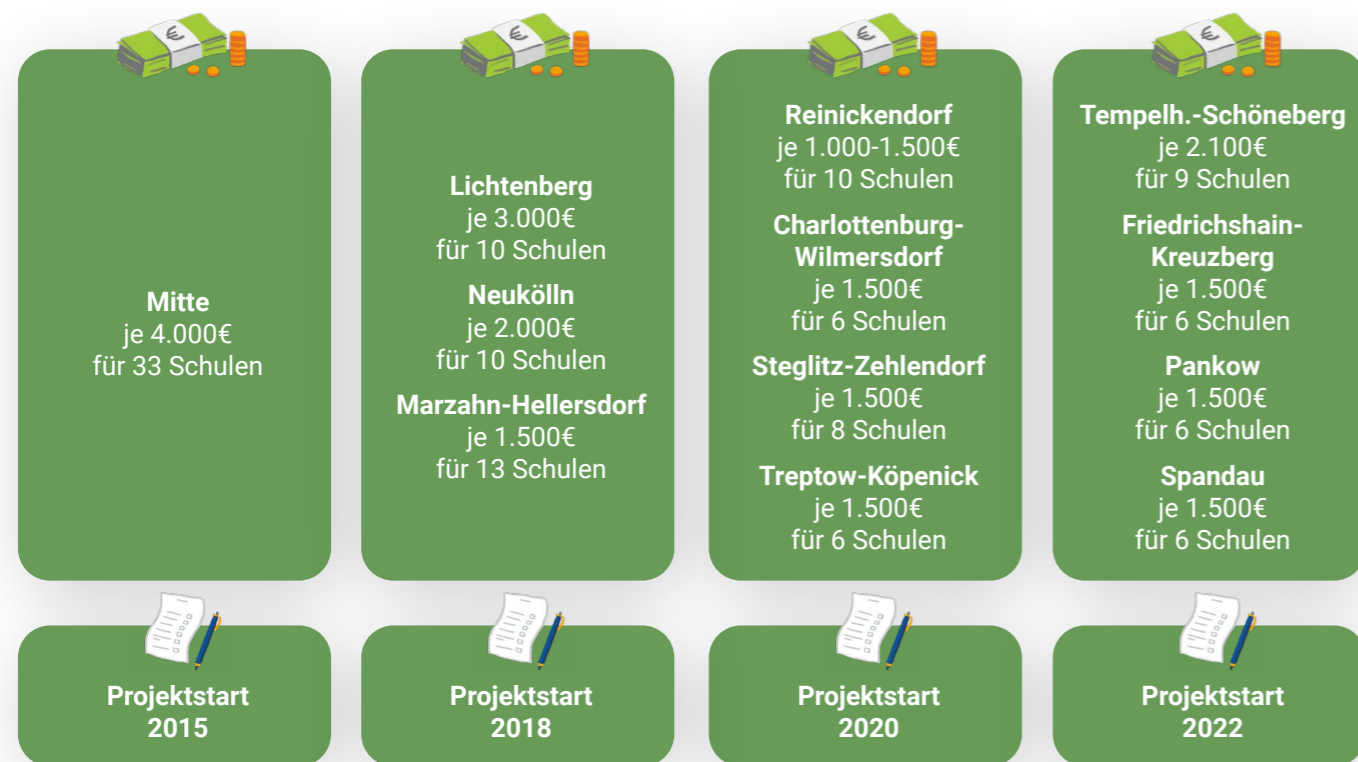 Mitte
je 4.000€
für 33 Schulen
Projektstart
2015
Lichtenberg
je 3.000€
für 10 Schulen
Neukölln
je 2.000€
für 10 Schulen
Marzahn-Hellersdorf
je 1.500€
für 13 Schulen
Projektstart
2018
Reinickendorf
je 1.000-1.500€
für 10 Schulen
Charlottenburg-
Wilmersdorf
je 1.500€
für 6 Schulen
Steglitz-Zehlendorf
je 1.500€
für 8 Schulen
Treptow-Köpenick
je 1.500€
für 6 Schulen
Projektstart
2020
Tempelh.-Schöneberg
je 2.100€
für 9 Schulen
Friedrichshain-
Kreuzberg
je 1.500€
für 6 Schulen
Pankow
je 1.500€
für 6 Schulen
Spandau
je 1.500€
für 6 Schulen
Projektstart
2022